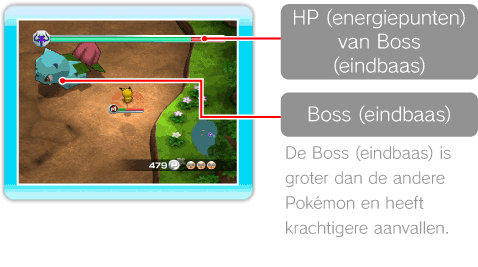 HP (energiepunten)
van Boss
(eindbaas)
Boss (eindbaas)
De Boss (eindbaas) is
groter dan de andere
Pokémon en heeft
krachtigere aanvallen.
479